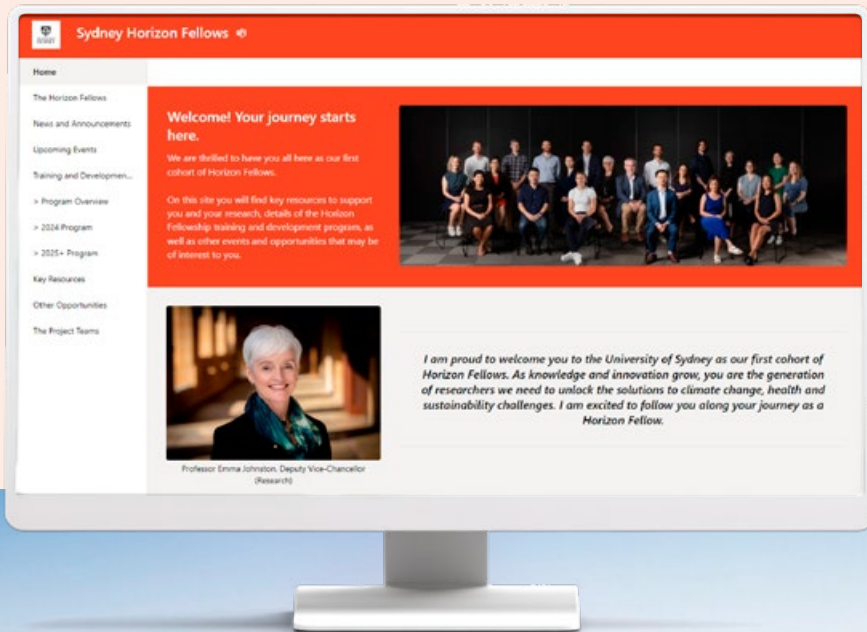 Sydney Horizon Fellows
Home
The Horizon Fellows
News and Announcements
Upcoming Events
Training and Developmen...
> Program Overview
> 2024 Program
> 2025+ Program
Key Resources
Other Opportunities
The Project Teams
Welcome! Your journey starts
here.
We are thrilled to have you all here as our first
cohort of Horizon Fellows.
On this site you will find key resources to support
you and your research, details of the Horizon
Fellowship training and development program, as
well as other events and opportunities that may be
of interest to you.
Professor Emma Johnston, Deputy Vice-Chancellor
(Research)
I am proud to welcome you to the University of Sydney as our first cohort of
Horizon Fellows. As knowledge and innovation grow, you are the generation
of researchers we need to unlock the solutions to climate change, health and
sustainability challenges. I am excited to follow you along your journey as a
Horizon Fellow.